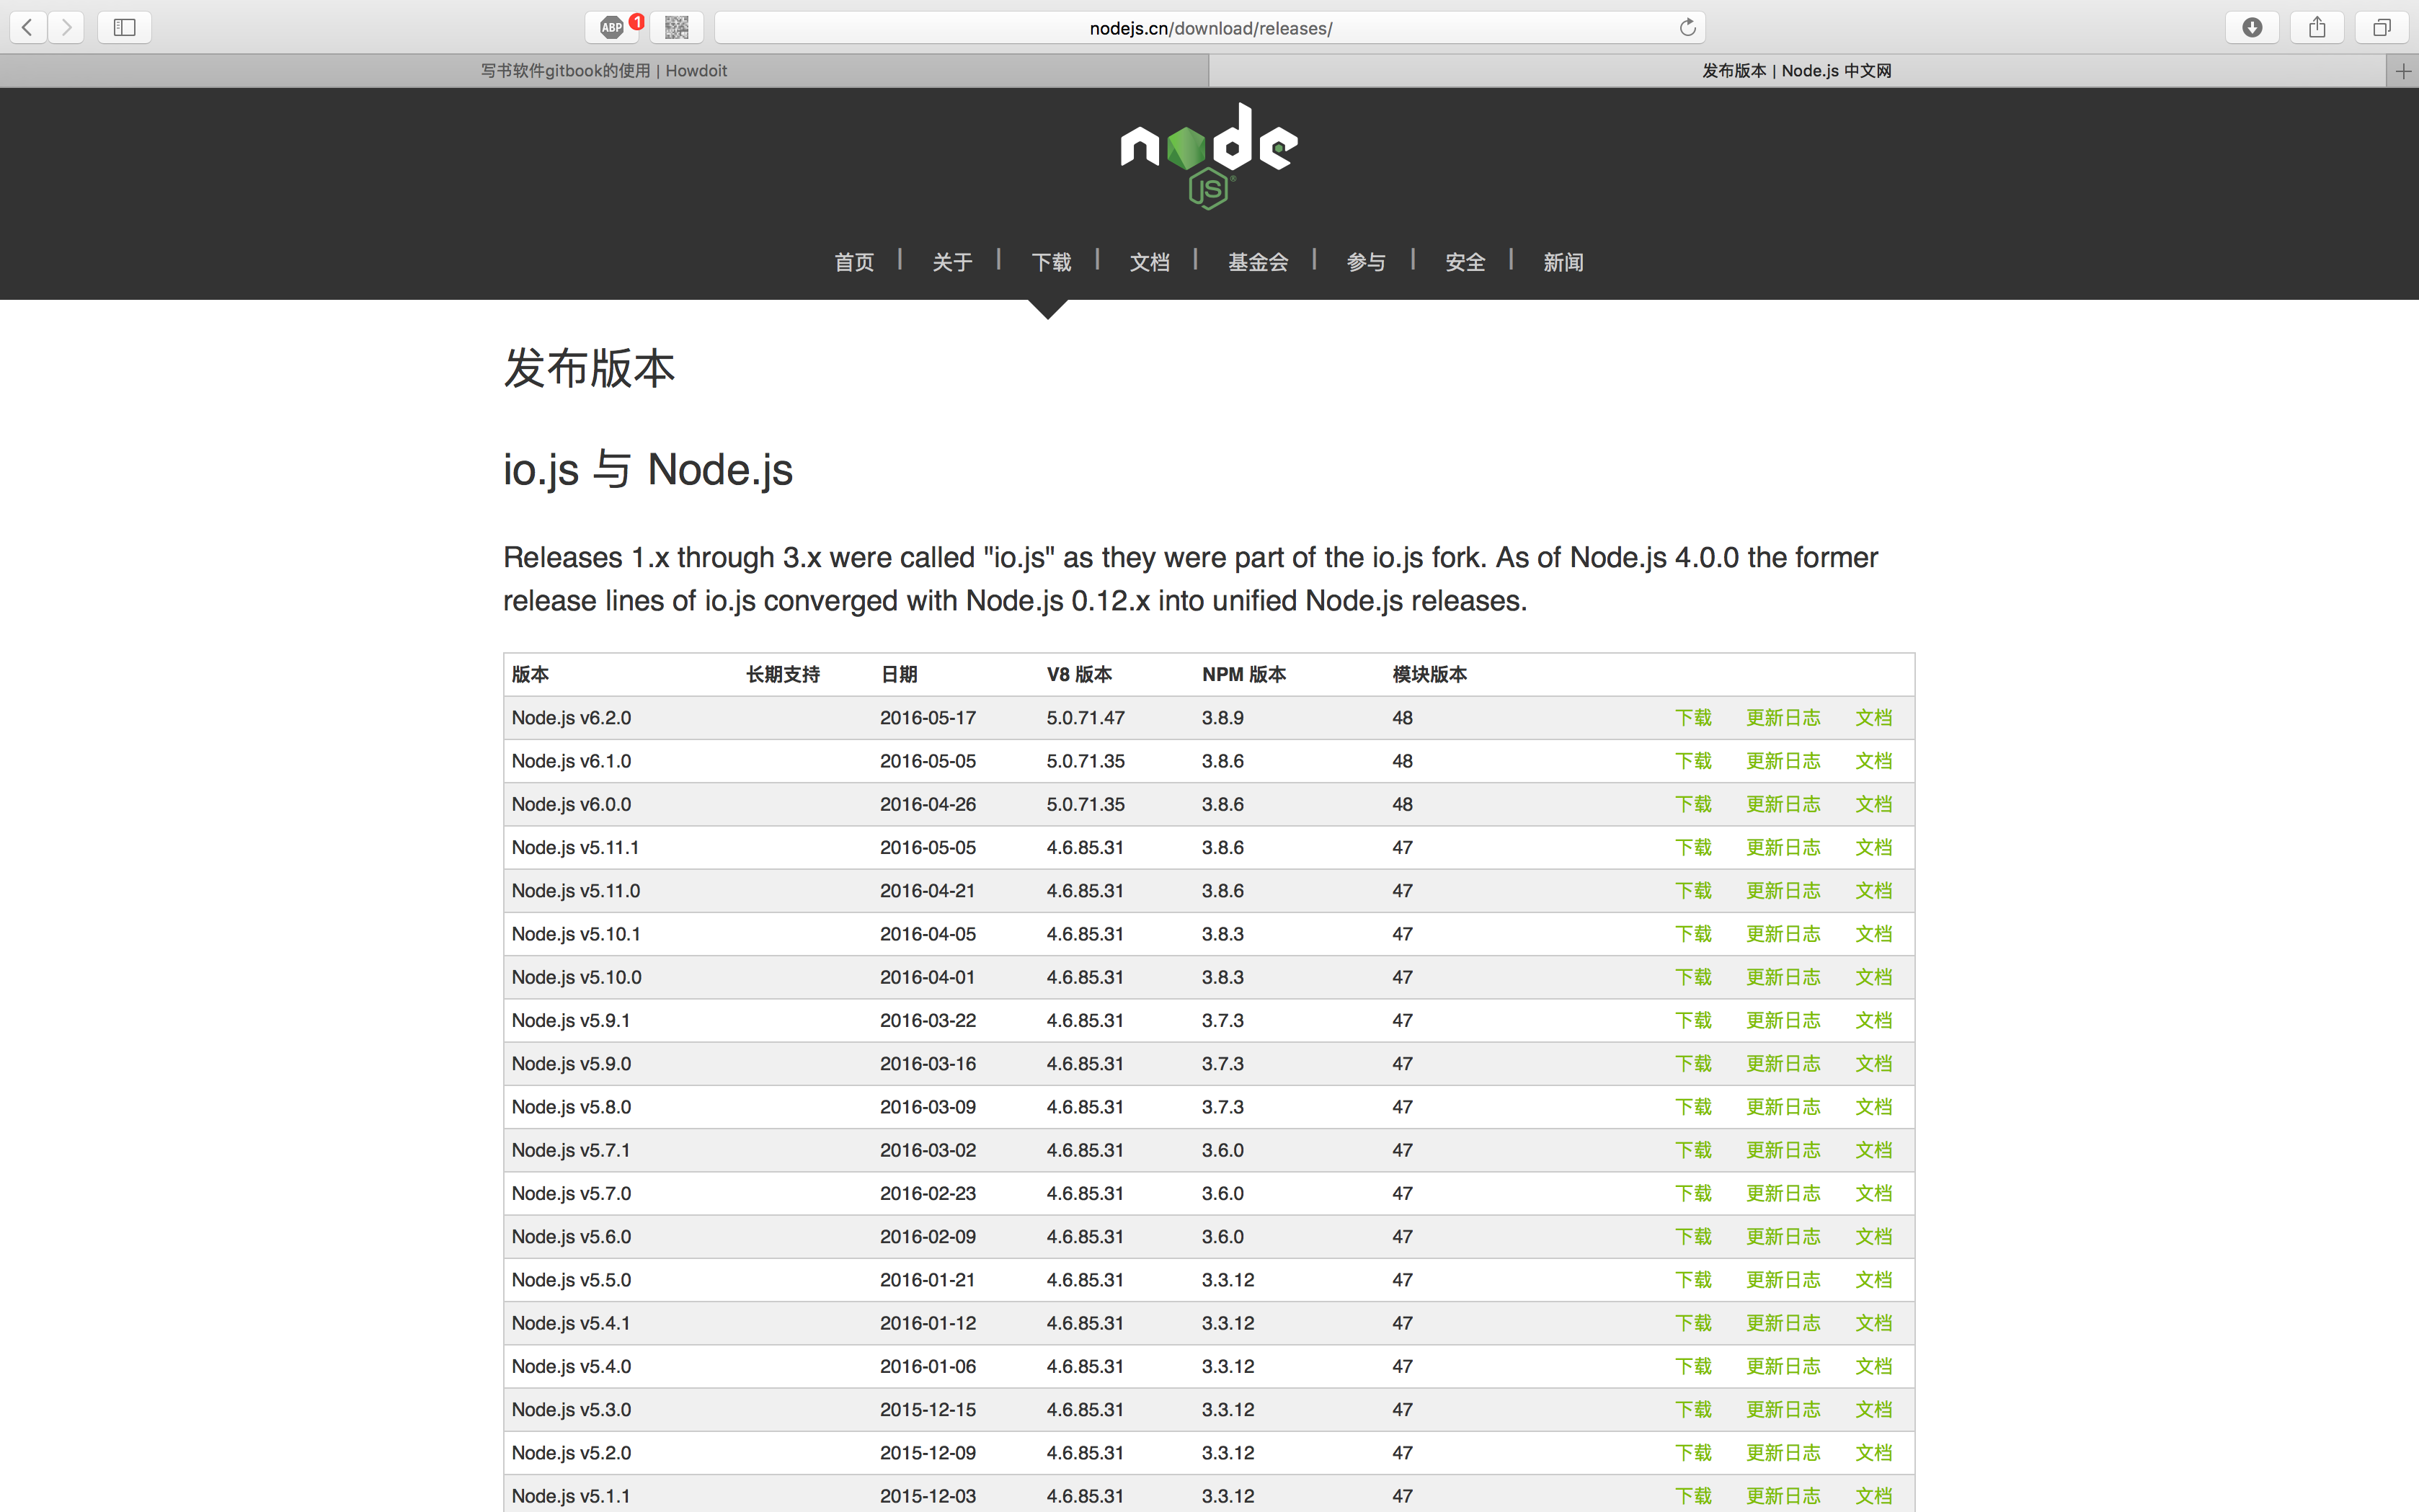 ABP 1
nodejs.cn/download/releases/
写书软件gitbook的使用 | Howdoit
发布版本 | Node.js 中文网
node
JS®
首页 | 关于 | 下载 | 文档 | 基金会 | 参与 | 安全 | 新闻
发布版本
io.js 与 Node.js
Releases 1.x through 3.x were called "io.js" as they were part of the io.js fork. As of Node.js 4.0.0 the former
release lines of io.js converged with Node.js 0.12.x into unified Node.js releases.
版本 长期支持 日期 V8 版本 NPM 版本 模块版本
Node.js v6.2.0 2016-05-17 5.0.71.47 3.8.9 48 下载 更新日志 文档
Node.js v6.1.0 2016-05-05 5.0.71.35 3.8.6 48 下载 更新日志 文档
Node.js v6.0.0 2016-04-26 5.0.71.35 3.8.6 48 下载 更新日志 文档
Node.js v5.11.1 2016-05-05 4.6.85.31 3.8.6 47 下载 更新日志 文档
Node.js v5.11.0 2016-04-21 4.6.85.31 3.8.6 47 下载 更新日志 文档
Node.js v5.10.1 2016-04-05 4.6.85.31 3.8.3 47 下载 更新日志 文档
Node.js v5.10.0 2016-04-01 4.6.85.31 3.8.3 47 下载 更新日志 文档
Node.js v5.9.1 2016-03-22 4.6.85.31 3.7.3 47 下载 更新日志 文档
Node.js v5.9.0 2016-03-16 4.6.85.31 3.7.3 47 下载 更新日志 文档
Node.js v5.8.0 2016-03-09 4.6.85.31 3.7.3 47 下载 更新日志 文档
Node.js v5.7.1 2016-03-02 4.6.85.31 3.6.0 47 下载 更新日志 文档
Node.js v5.7.0 2016-02-23 4.6.85.31 3.6.0 47 下载 更新日志 文档
Node.js v5.6.0 2016-02-09 4.6.85.31 3.6.0 47 下载 更新日志 文档
Node.js v5.5.0 2016-01-21 4.6.85.31 3.3.12 47 下载 更新日志 文档
Node.js v5.4.1 2016-01-12 4.6.85.31 3.3.12 47 下载 更新日志 文档
Node.js v5.4.0 2016-01-06 4.6.85.31 3.3.12 47 下载 更新日志 文档
Node.js v5.3.0 2015-12-15 4.6.85.31 3.3.12 47 下载 更新日志 文档
Node.js v5.2.0 2015-12-09 4.6.85.31 3.3.12 47 下载 更新日志 文档
Node.js v5.1.1 2015-12-03 4.6.85.31 3.3.12 47 下载 更新日志 文档